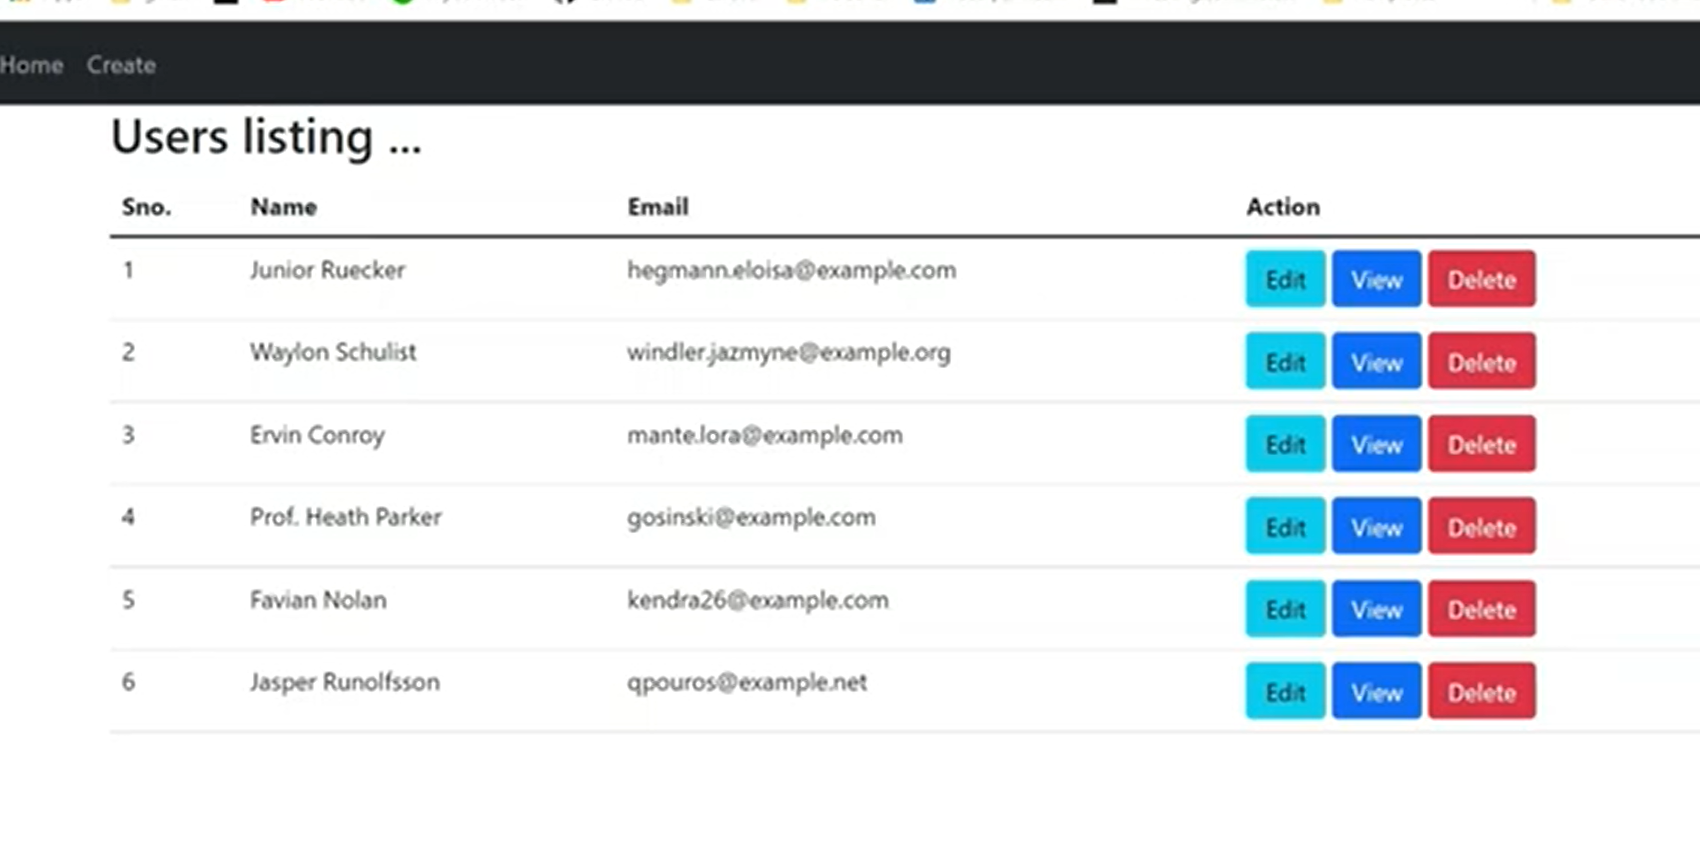 Home Create
Users listing ...
Sno. Name Email Action
1 Junior Ruecker hegmann.eloisa@example.com Edit View Delete
2 Waylon Schulist windler.jazmyne@example.org Edit View Delete
3 Ervin Conroy mante.lora@example.com Edit View Delete
4 Prof. Heath Parker gosinski@example.com Edit View Delete
5 Favian Nolan kendra26@example.com Edit View Delete
6 Jasper Runolfsson qpouros@example.net Edit View Delete